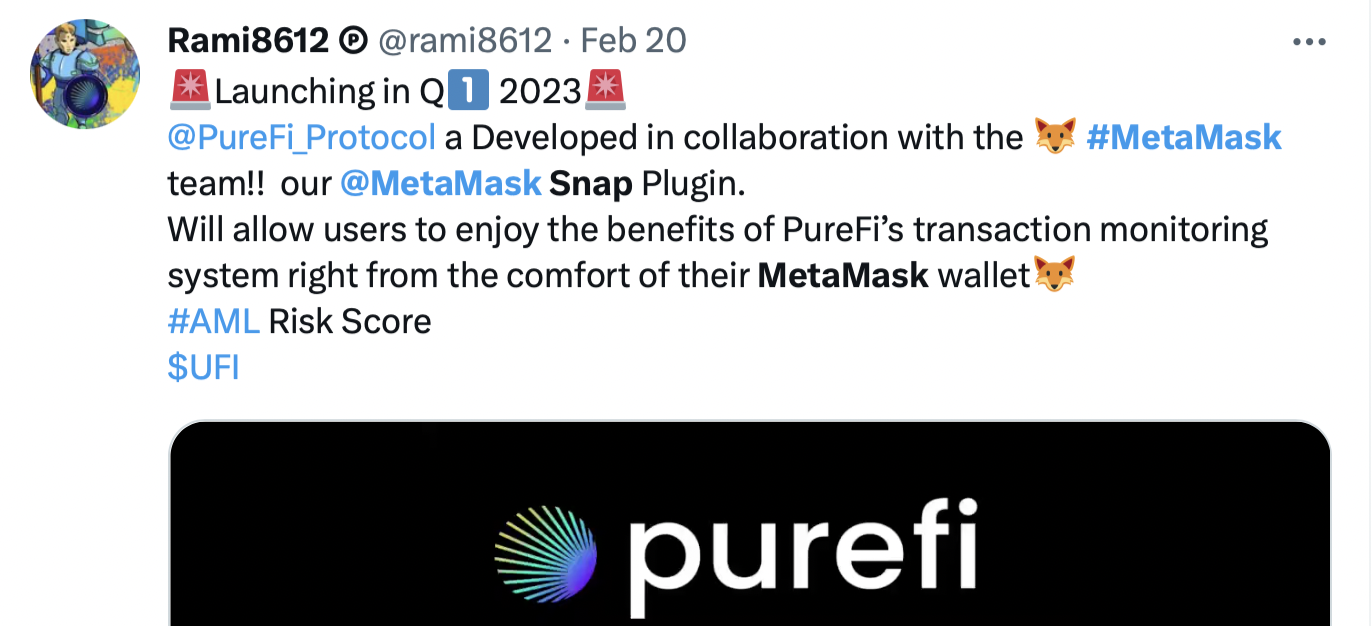 Rami8612 Ⓟ @rami8612 · Feb 20
🚨Launching in Q1️⃣ 2023🚨
@PureFi_Protocol a Developed in collaboration with the 🦊 #MetaMask
team!!  our @MetaMask Snap Plugin.
Will allow users to enjoy the benefits of PureFi’s transaction monitoring
system right from the comfort of their MetaMask wallet🦊
#AML Risk Score
$UFI
purefi